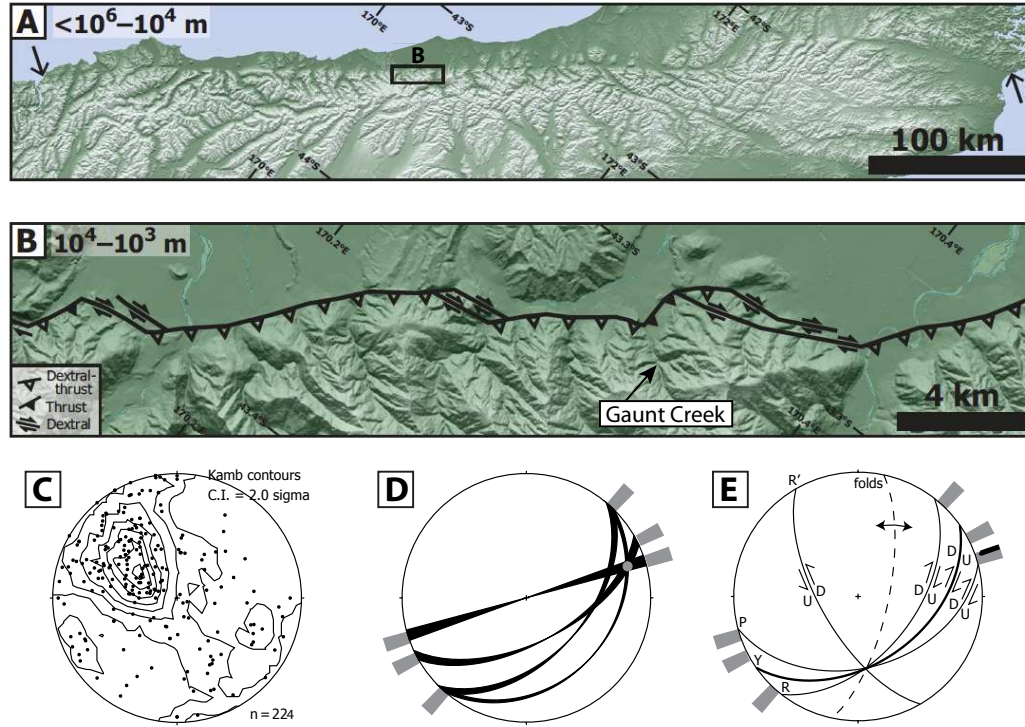 A
<10⁶–10⁴ m
170°E
43°S
172°E
42°S
B
170°E
44°S
172°E
43°S
100 km
B
10⁴–10³ m
170.2°E
43.3°S
170.4°E
Dextral-
thrust
Thrust
Dextral
170.2°E
43.4°S
Gaunt Creek
170.4°E
43.3°S
4 km
C
Kamb contours
C.I. = 2.0 sigma
n = 224
D
E
R'
folds
D
U
D
U
D
U
D
U
P
Y
R